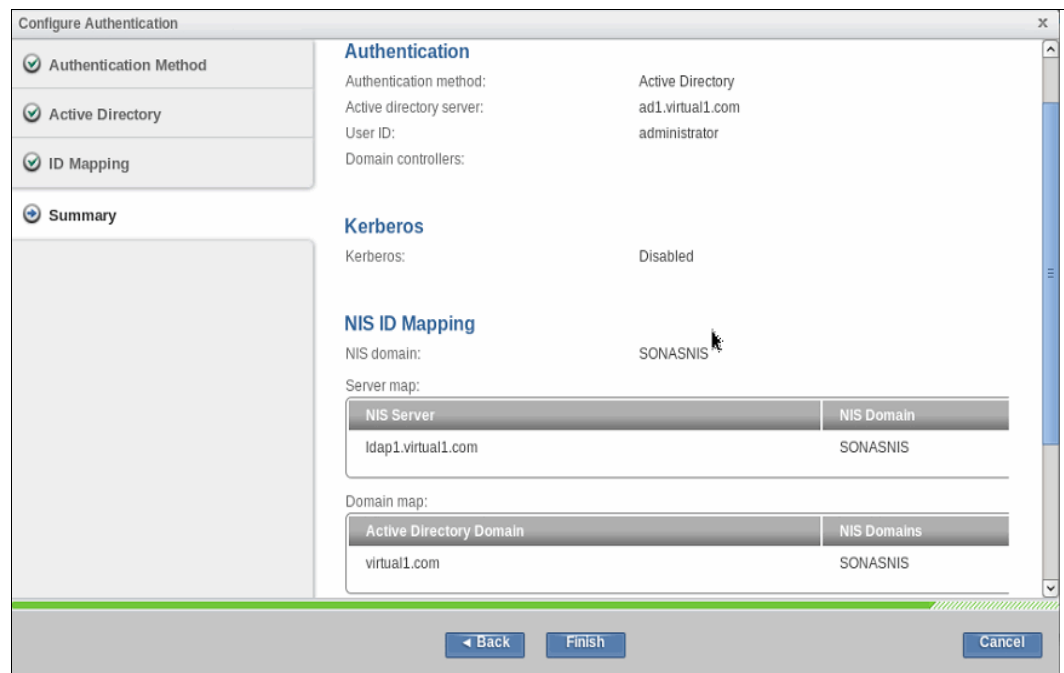 Configure Authentication x
Authentication Method
Active Directory
ID Mapping
Summary
Authentication
Authentication method: Active Directory
Active directory server: ad1.virtual1.com
User ID: administrator
Domain controllers:
Kerberos
Kerberos: Disabled
NIS ID Mapping
NIS domain: SONASNIS
Server map:
NIS Server NIS Domain
ldap1.virtual1.com SONASNIS
Domain map:
Active Directory Domain NIS Domains
virtual1.com SONASNIS
◄ Back Finish Cancel